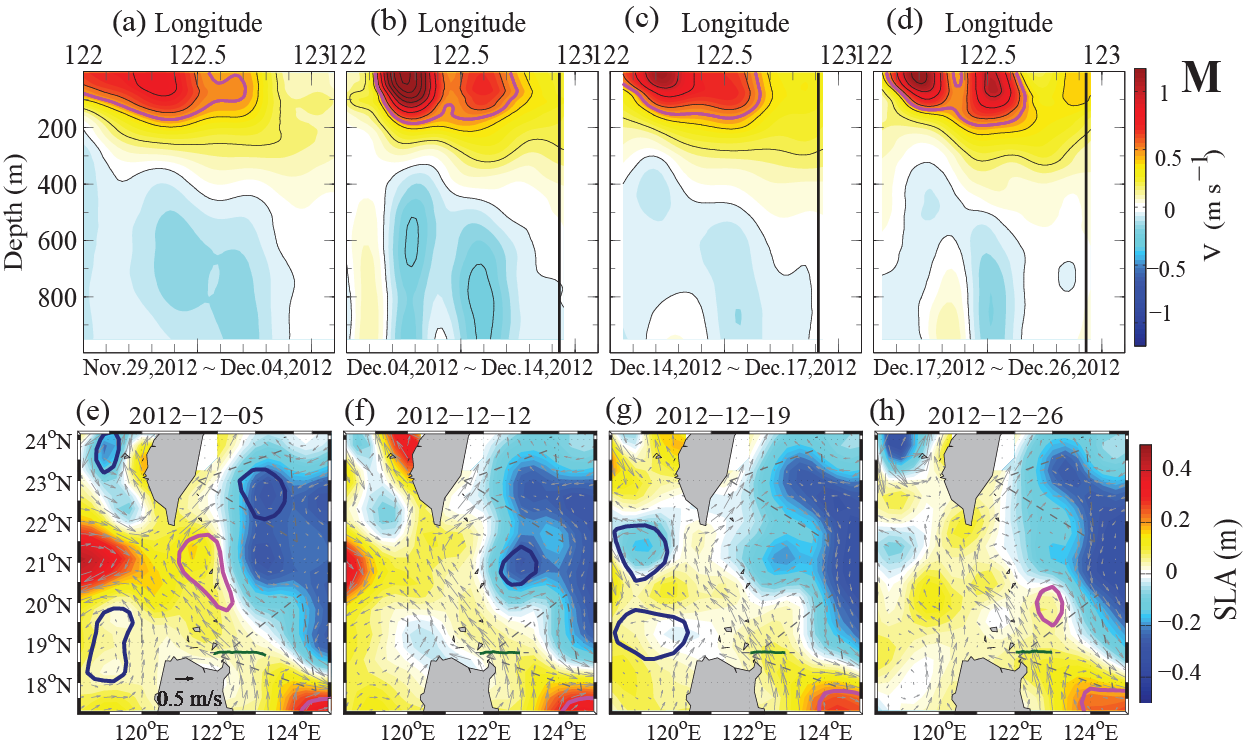 (a) Longitude (b) Longitude (c) Longitude (d) Longitude
122 122.5 123 122 122.5 123 122 122.5 123 122 122.5 123
M
Depth (m)
200
400
600
800
1
0.5
0
−0.5
−1
v (m s⁻¹)
Nov.29,2012 ~ Dec.04,2012 Dec.04,2012 ~ Dec.14,2012 Dec.14,2012 ~ Dec.17,2012 Dec.17,2012 ~ Dec.26,2012
(e) 2012−12−05 (f) 2012−12−12 (g) 2012−12−19 (h) 2012−12−26
24°N
23°N
22°N
21°N
20°N
19°N
18°N
0.5 m/s
0.4
0.2
0
−0.2
−0.4
SLA (m)
120°E 122°E 124°E 120°E 122°E 124°E 120°E 122°E 124°E 120°E 122°E 124°E